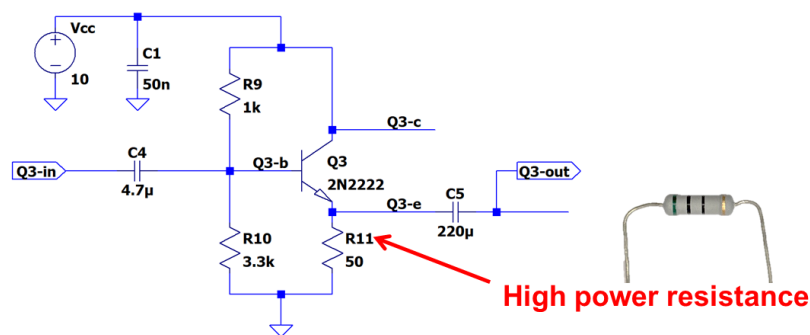 Vcc
10
C1
50n
R9
1k
Q3-c
Q3-in
C4
4.7µ
Q3-b
Q3
2N2222
Q3-e
C5
220µ
Q3-out
R10
3.3k
R11
50
High power resistance